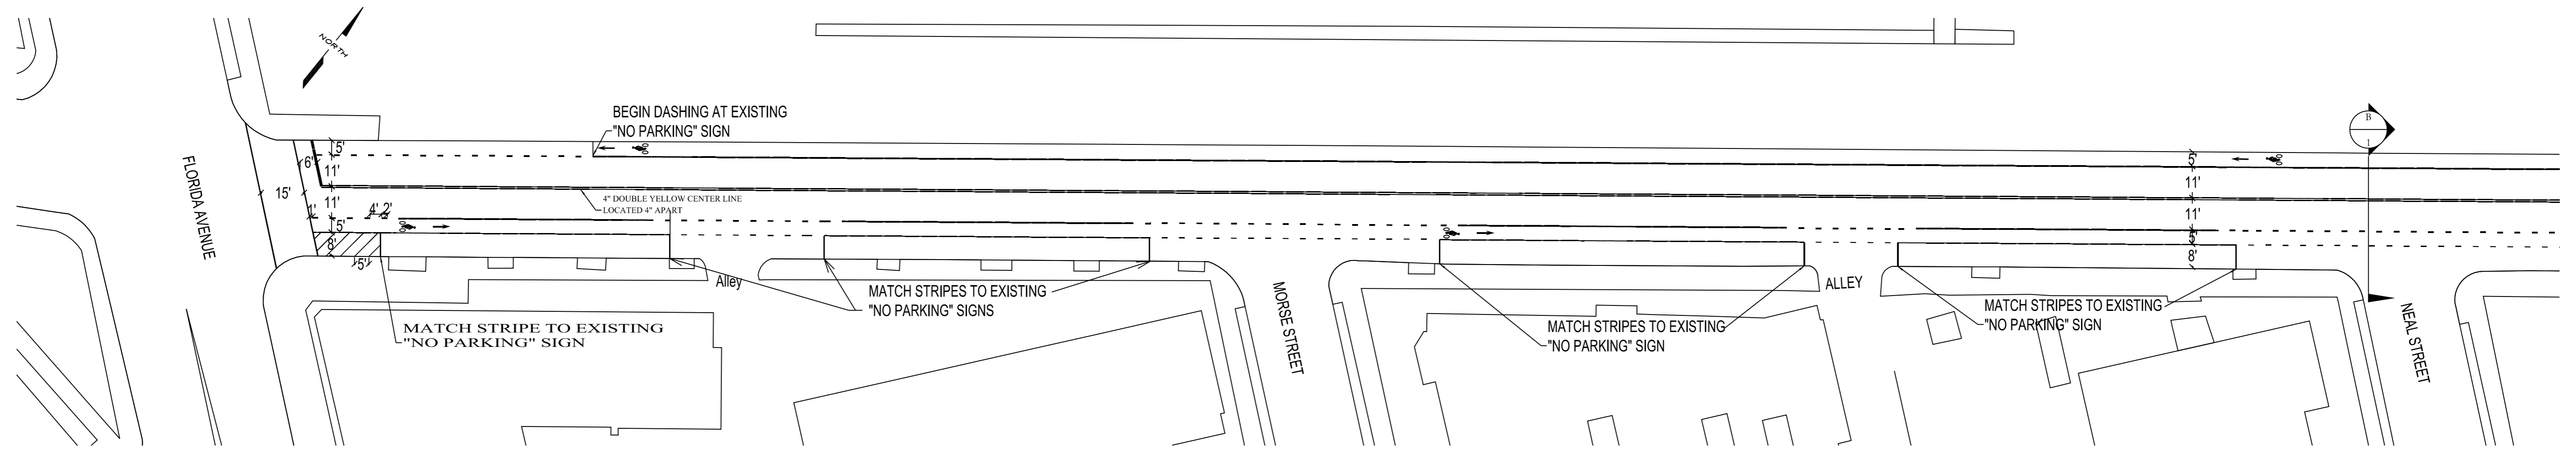 NORTH
BEGIN DASHING AT EXISTING
"NO PARKING" SIGN
B
1
FLORIDA AVENUE
5'
6'
11'
15'
11'
1'
4'
2'
5'
8'
5'
4" DOUBLE YELLOW CENTER LINE
LOCATED 4" APART
5'
11'
11'
5'
8'
Alley
MATCH STRIPES TO EXISTING
"NO PARKING" SIGNS
MATCH STRIPE TO EXISTING
"NO PARKING" SIGN
MORSE STREET
MATCH STRIPES TO EXISTING
"NO PARKING" SIGN
ALLEY
MATCH STRIPES TO EXISTING
"NO PARKING" SIGN
NEAL STREET